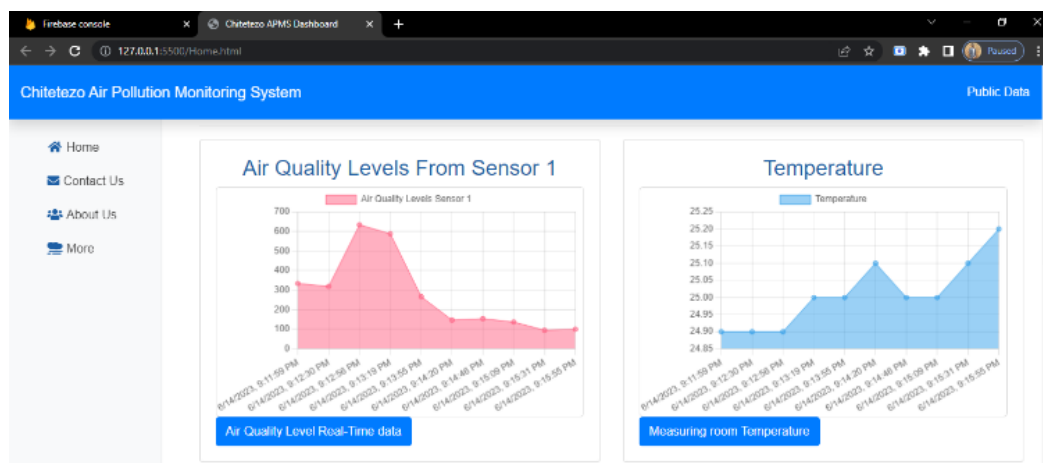 Firebase console
Chitetezo APMS Dashboard
127.0.0.1:5500/Home.html
Paused
Chitetezo Air Pollution Monitoring System
Public Data
Home
Contact Us
About Us
More
Air Quality Levels From Sensor 1
Air Quality Levels Sensor 1
700
600
500
400
300
200
100
0
6/14/2023, 9:11:59 PM
6/14/2023, 9:12:30 PM
6/14/2023, 9:12:56 PM
6/14/2023, 9:13:19 PM
6/14/2023, 9:13:55 PM
6/14/2023, 9:14:20 PM
6/14/2023, 9:14:46 PM
6/14/2023, 9:15:09 PM
6/14/2023, 9:15:31 PM
6/14/2023, 9:15:55 PM
Air Quality Level Real-Time data
Temperature
Temperature
25.25
25.20
25.15
25.10
25.05
25.00
24.95
24.90
24.85
6/14/2023, 9:11:59 PM
6/14/2023, 9:12:30 PM
6/14/2023, 9:12:56 PM
6/14/2023, 9:13:19 PM
6/14/2023, 9:13:55 PM
6/14/2023, 9:14:20 PM
6/14/2023, 9:14:46 PM
6/14/2023, 9:15:09 PM
6/14/2023, 9:15:31 PM
6/14/2023, 9:15:55 PM
Measuring room Temperature